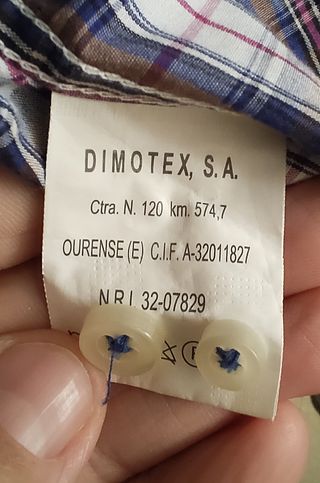 DIMOTEX, S.A.
Ctra. N. 120 km. 574,7
OURENSE (E) C.I.F. A-32011827
N.R.I. 32-07829